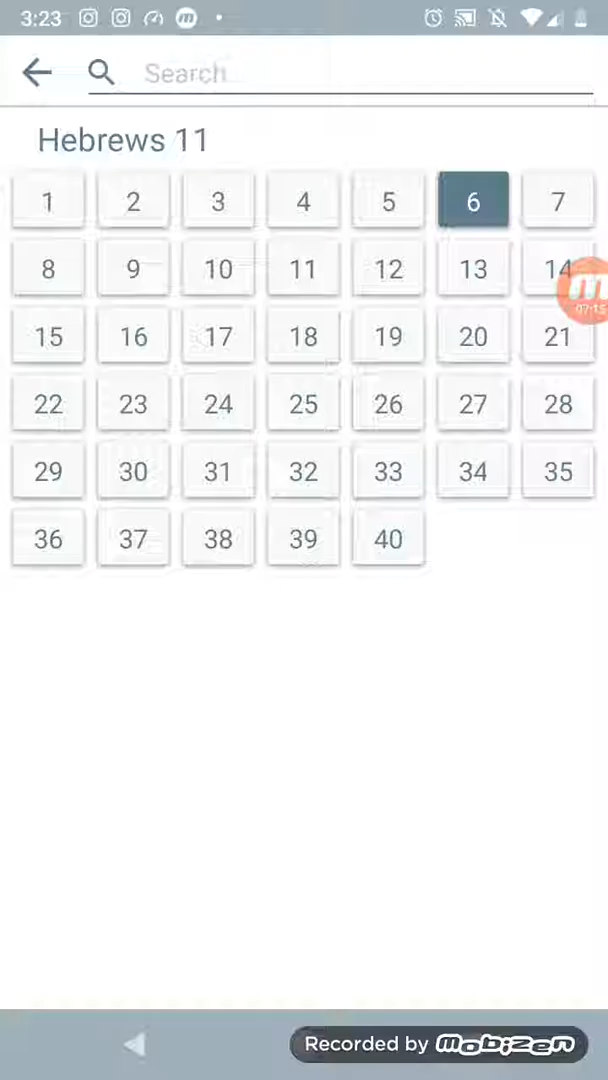 3:23
Search...
Hebrews 11
1 2 3 4 5 6 7
8 9 10 11 12 13 14
15 16 17 18 19 20 21
22 23 24 25 26 27 28
29 30 31 32 33 34 35
36 37 38 39 40
m
07:15
Recorded by mobizen